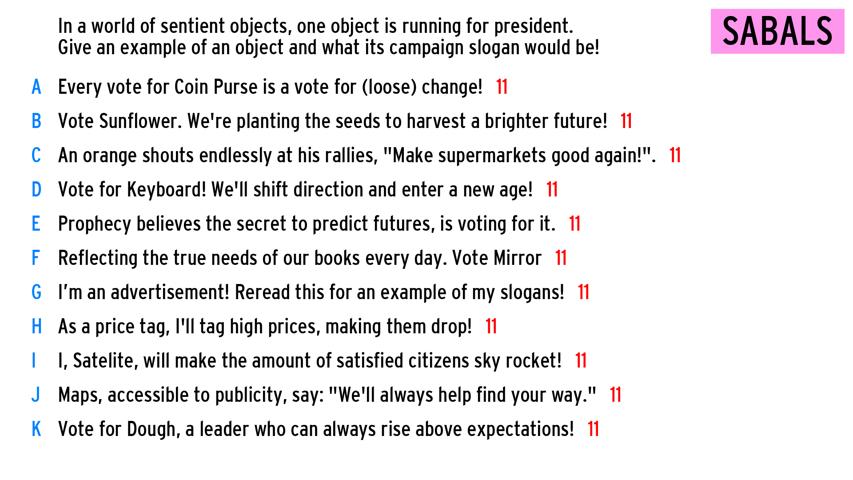 In a world of sentient objects, one object is running for president.
Give an example of an object and what its campaign slogan would be!
SABALS
A Every vote for Coin Purse is a vote for (loose) change! 11
B Vote Sunflower. We're planting the seeds to harvest a brighter future! 11
C An orange shouts endlessly at his rallies, "Make supermarkets good again!". 11
D Vote for Keyboard! We'll shift direction and enter a new age! 11
E Prophecy believes the secret to predict futures, is voting for it. 11
F Reflecting the true needs of our books every day. Vote Mirror 11
G I'm an advertisement! Reread this for an example of my slogans! 11
H As a price tag, I'll tag high prices, making them drop! 11
I I, Satelite, will make the amount of satisfied citizens sky rocket! 11
J Maps, accessible to publicity, say: "We'll always help find your way." 11
K Vote for Dough, a leader who can always rise above expectations! 11